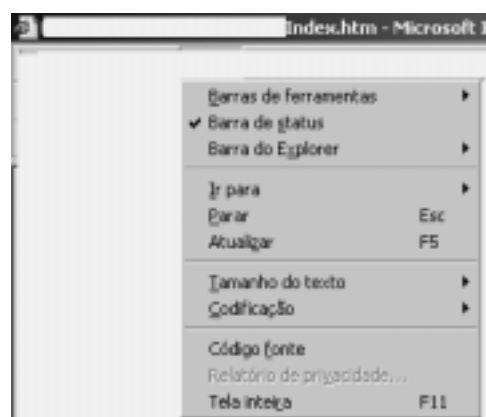 Index.htm - Microsoft I
Barras de ferramentas
Barra de status
Barra do Explorer
Ir para
Parar Esc
Atualizar F5
Tamanho do texto
Codificação
Código fonte
Relatório de privacidade...
Tela inteira F11